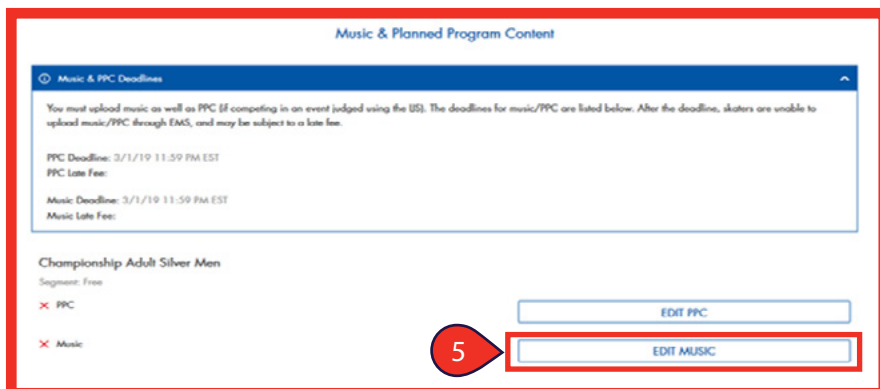 Music & Planned Program Content
Music & PPC Deadlines
You must upload music as well as PPC (if competing in an event judged using the IJS). The deadlines for music/PPC are listed below. After the deadline, skaters are unable to
upload music/PPC through EMS, and may be subject to a late fee.
PPC Deadline: 3/1/19 11:59 PM EST
PPC Late Fee:
Music Deadline: 3/1/19 11:59 PM EST
Music Late Fee:
Championship Adult Silver Men
Segment: Free
PPC
EDIT PPC
Music
5
EDIT MUSIC